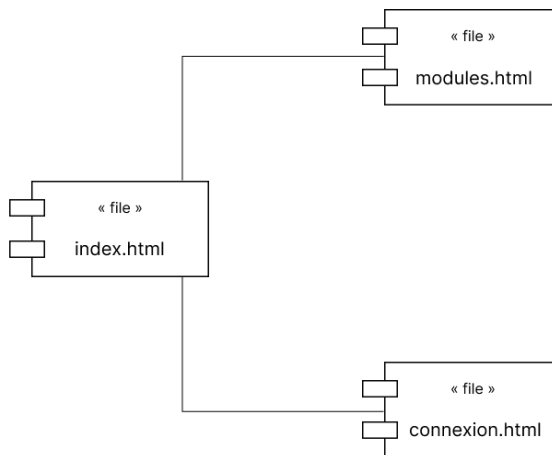 « file »
modules.html
« file »
index.html
« file »
connexion.html